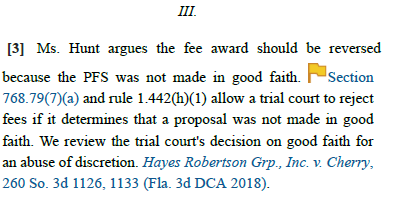 III.
[3] Ms. Hunt argues the fee award should be reversed
because the PFS was not made in good faith. Section
768.79(7)(a) and rule 1.442(h)(1) allow a trial court to reject
fees if it determines that a proposal was not made in good
faith. We review the trial court's decision on good faith for
an abuse of discretion. Hayes Robertson Grp., Inc. v. Cherry,
260 So. 3d 1126, 1133 (Fla. 3d DCA 2018).